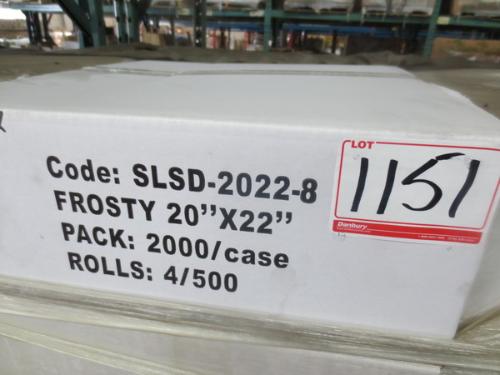 Code: SLSD-2022-8
FROSTY 20”X22”
PACK: 2000/case
ROLLS: 4/500
LOT
1151
Danbury